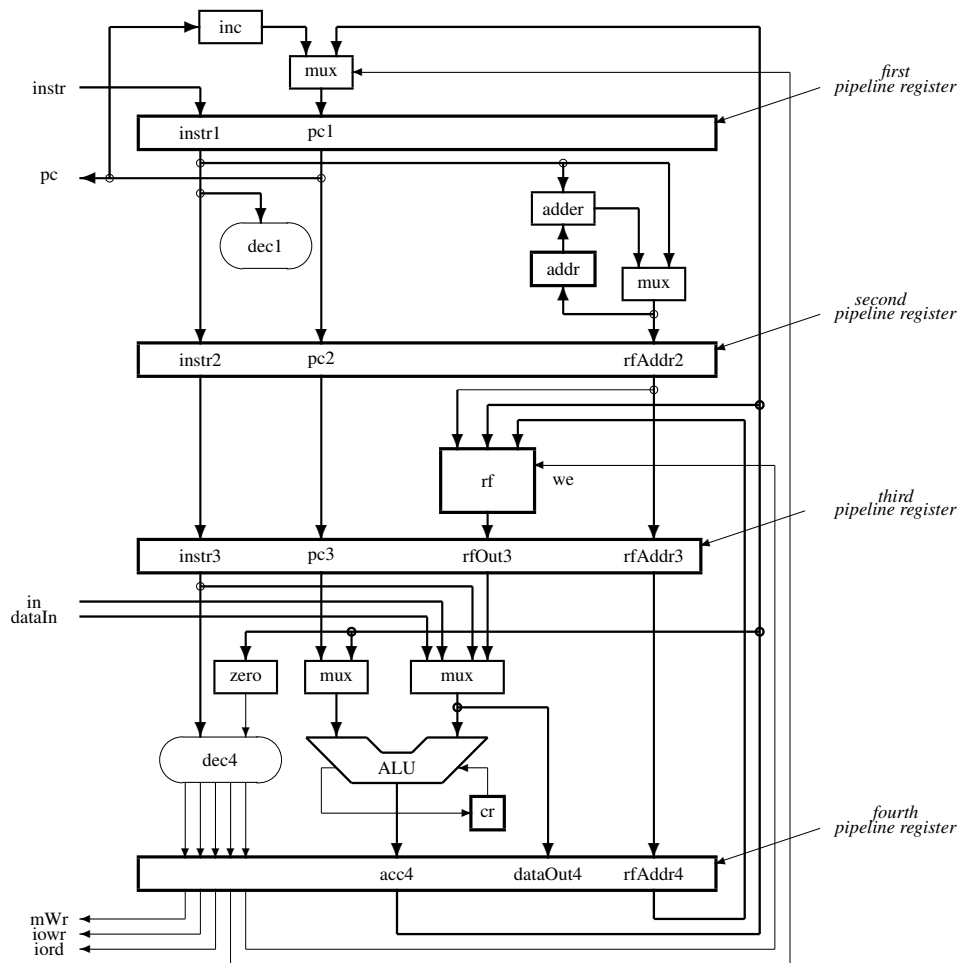 inc
mux
first
pipeline register
instr
instr1
pc1
pc
adder
dec1
addr
mux
second
pipeline register
instr2
pc2
rfAddr2
rf
we
third
pipeline register
instr3
pc3
rfOut3
rfAddr3
in
dataIn
zero
mux
mux
dec4
ALU
cr
fourth
pipeline register
acc4
dataOut4
rfAddr4
mWr
iowr
iord